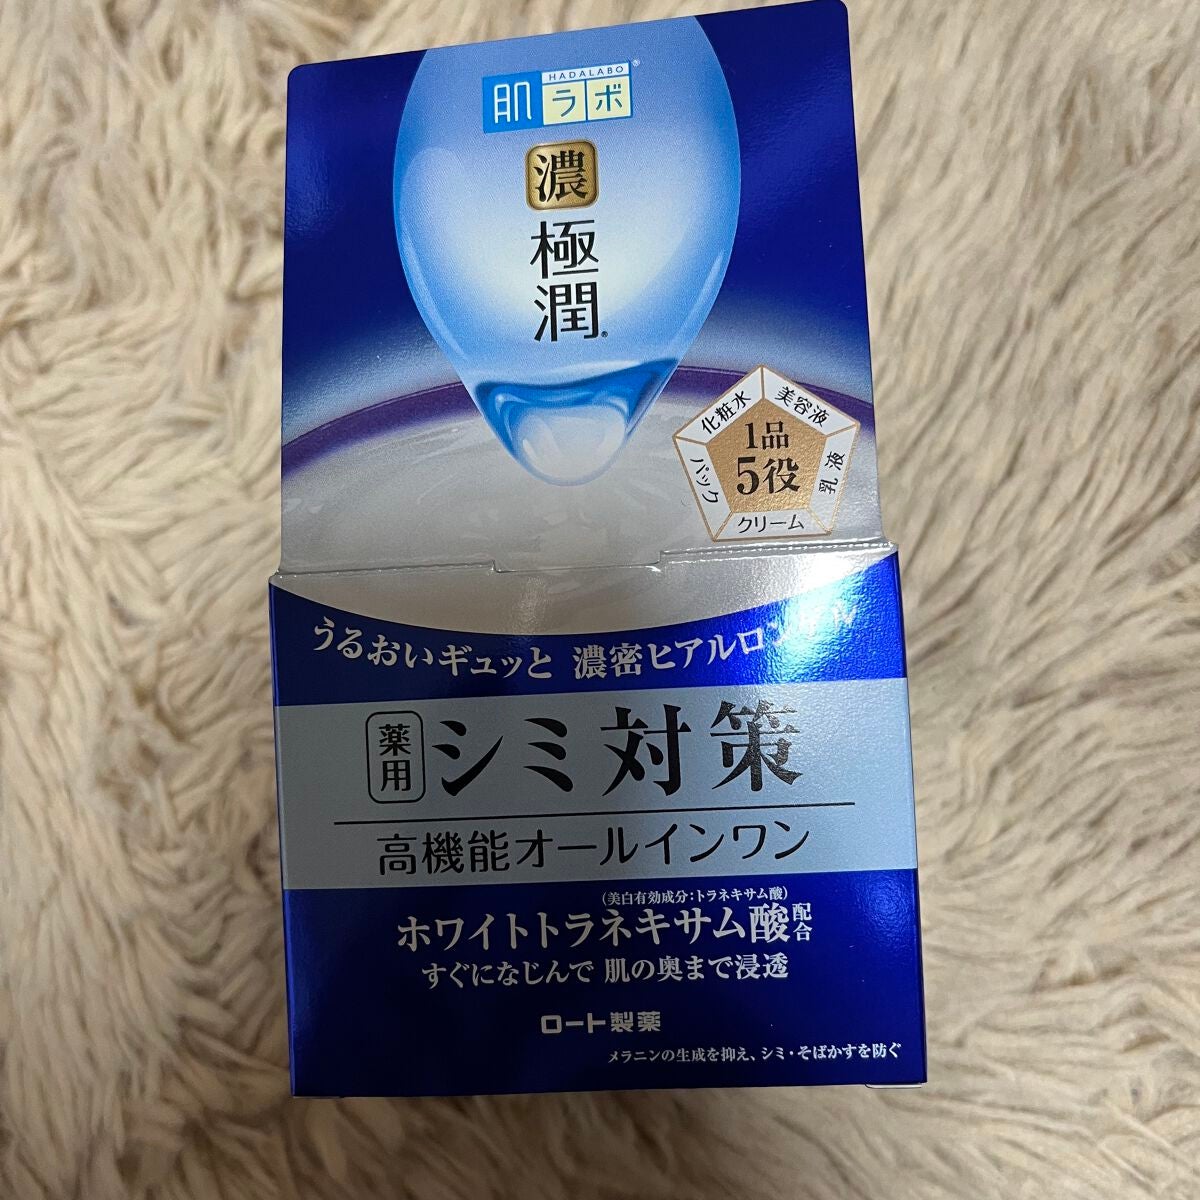 HADALABO®
肌ラボ
濃
極潤®
化粧水
美容液
乳液
クリーム
パック
1品
5役
うるおいギュッと 濃密ヒアルロンゲル
薬用 シミ対策
高機能オールインワン
(美白有効成分:トラネキサム酸)
ホワイトトラネキサム酸配合
すぐになじんで 肌の奥まで浸透
ロート製薬
メラニンの生成を抑え、シミ・そばかすを防ぐ